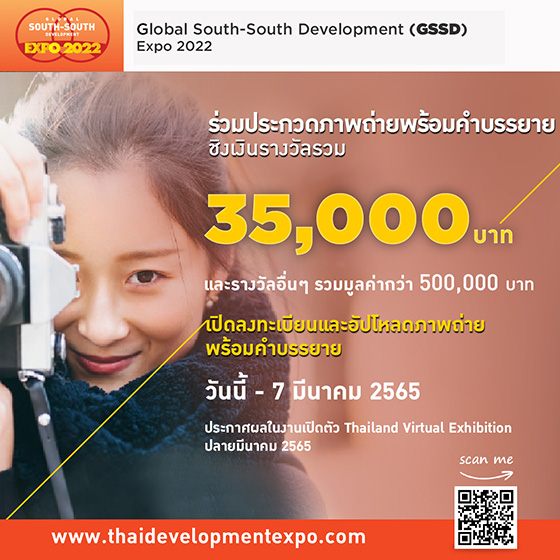 GLOBAL
SOUTH-SOUTH
DEVELOPMENT
EXPO 2022
Global South-South Development (GSSD)
Expo 2022
ร่วมประกวดภาพถ่ายพร้อมคำบรรยาย
ชิงเงินรางวัลรวม
35,000 บาท
และรางวัลอื่นๆ รวมมูลค่ากว่า 500,000 บาท
เปิดลงทะเบียนและอัปโหลดภาพถ่าย
พร้อมคำบรรยาย
วันนี้ - 7 มีนาคม 2565
ประกาศผลในงานเปิดตัว Thailand Virtual Exhibition
ปลายมีนาคม 2565
scan me
www.thaidevelopmentexpo.com